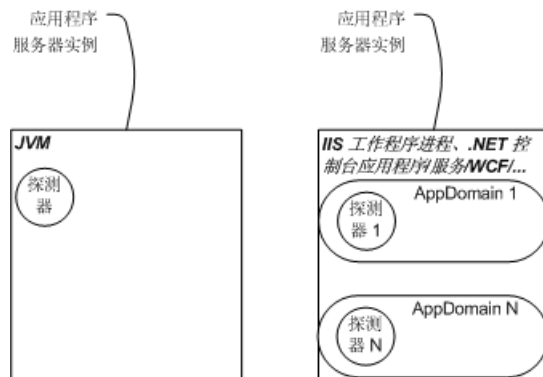 应用程序
服务器实例
JVM
探测
器
应用程序
服务器实例
IIS 工作程序进程、.NET 控
制台应用程序/服务/WCF/...
AppDomain 1
探测
器 1
AppDomain N
探测
器 N